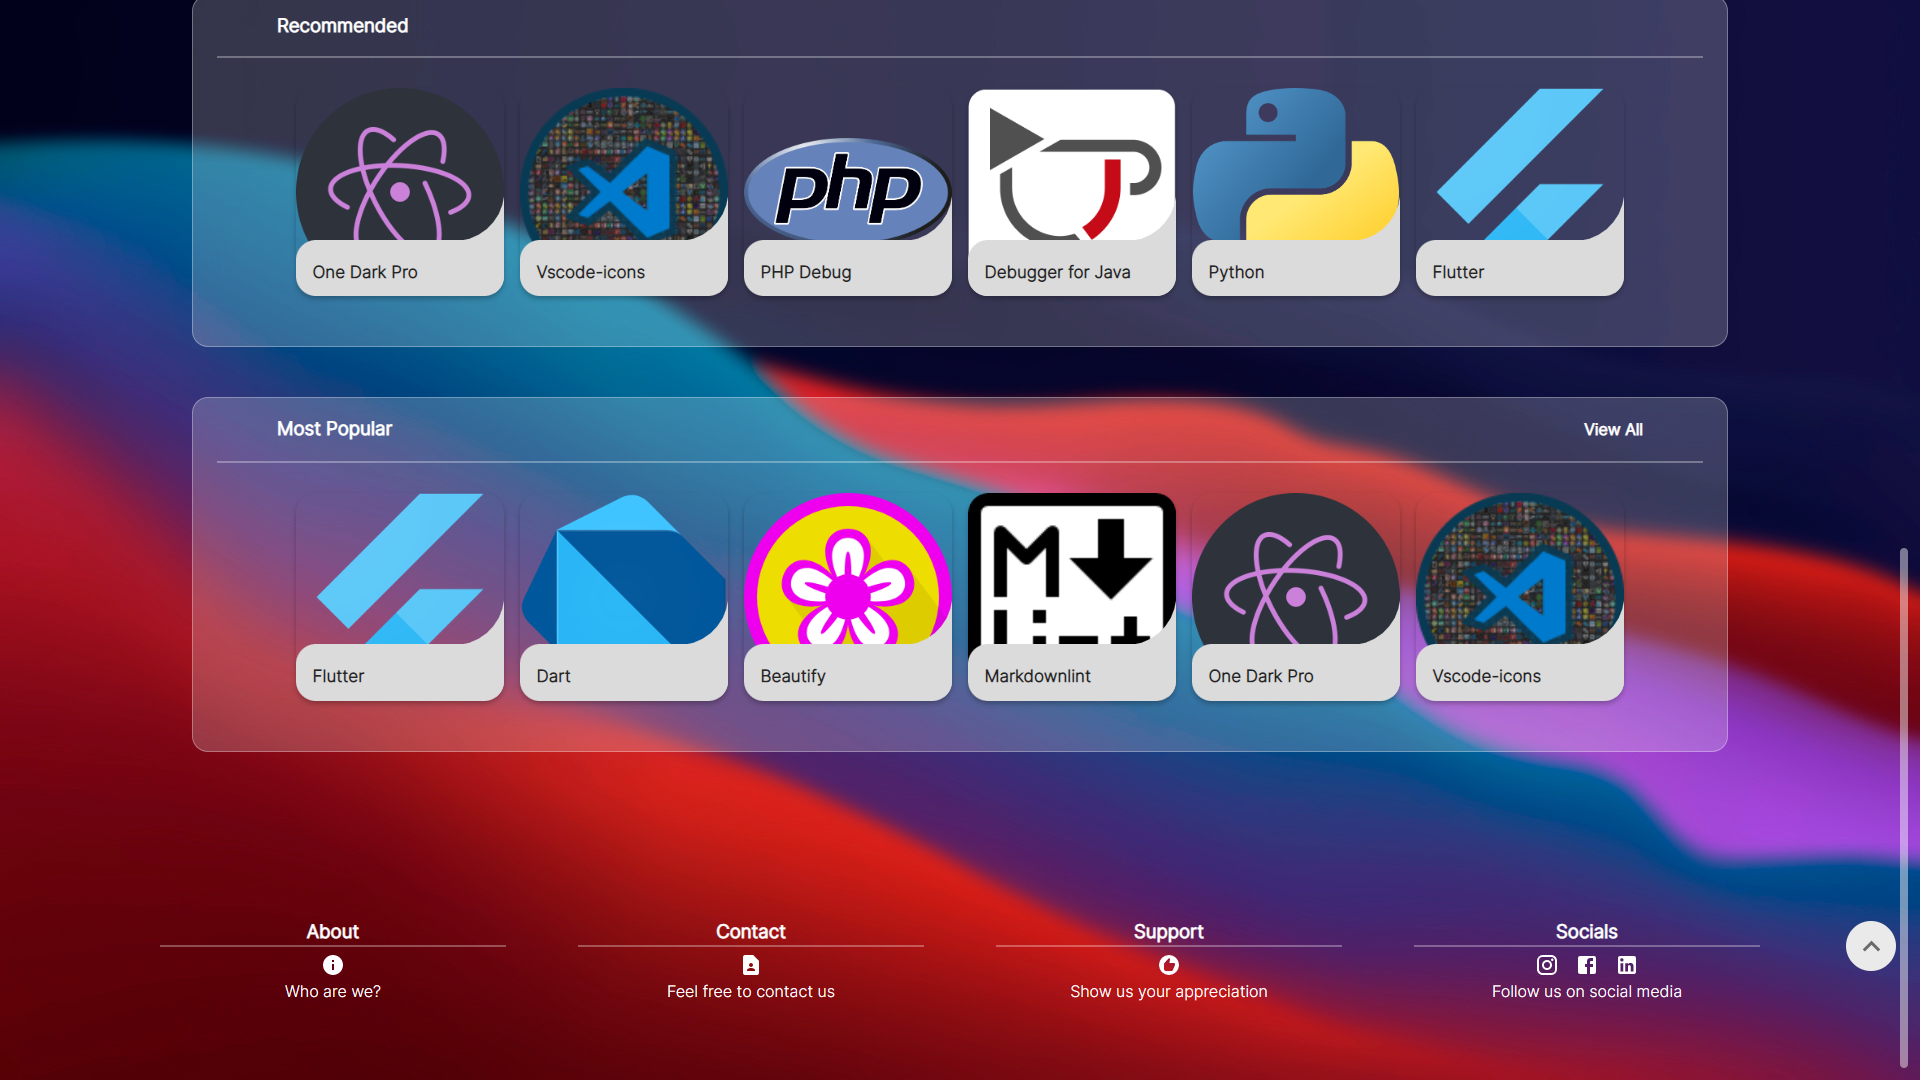 Recommended
php
One Dark Pro
Vscode-icons
PHP Debug
Debugger for Java
Python
Flutter
Most Popular
View All
M
lint
Flutter
Dart
Beautify
Markdownlint
One Dark Pro
Vscode-icons
About
Contact
Support
Socials
Who are we?
Feel free to contact us
Show us your appreciation
Follow us on social media